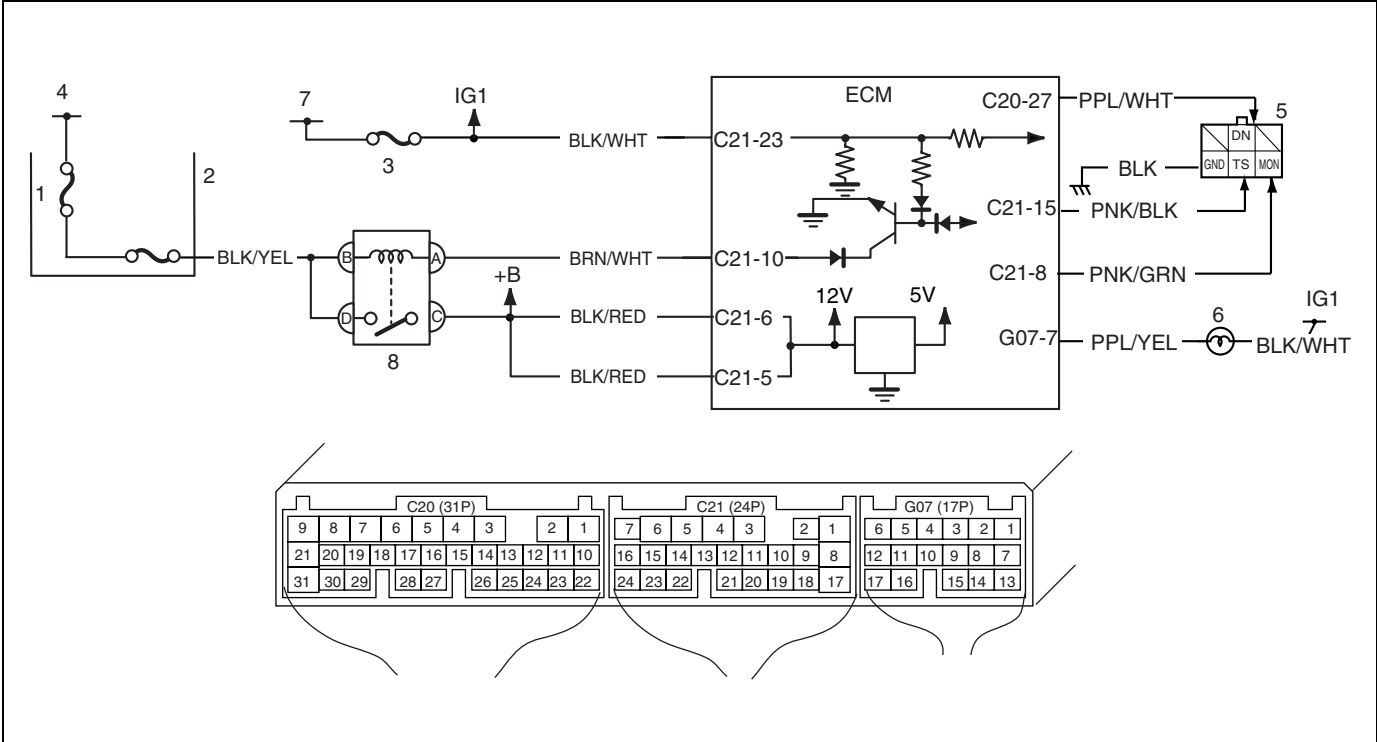 ECM
4
7
IG1
C20-27
PPL/WHT
5
DN
3
BLK/WHT
C21-23
1
2
BLK
GND TS MON
C21-15
PNK/BLK
BLK/YEL
B
A
BRN/WHT
C21-10
C21-8
PNK/GRN
+B
12V
5V
IG1
D
C
BLK/RED
C21-6
6
G07-7
PPL/YEL
BLK/WHT
8
BLK/RED
C21-5
C20 (31P)
C21 (24P)
G07 (17P)
9 8 7 6 5 4 3 2 1
7 6 5 4 3 2 1
6 5 4 3 2 1
21 20 19 18 17 16 15 14 13 12 11 10
16 15 14 13 12 11 10 9 8
12 11 10 9 8 7
31 30 29 28 27 26 25 24 23 22
24 23 22 21 20 19 18 17
17 16 15 14 13